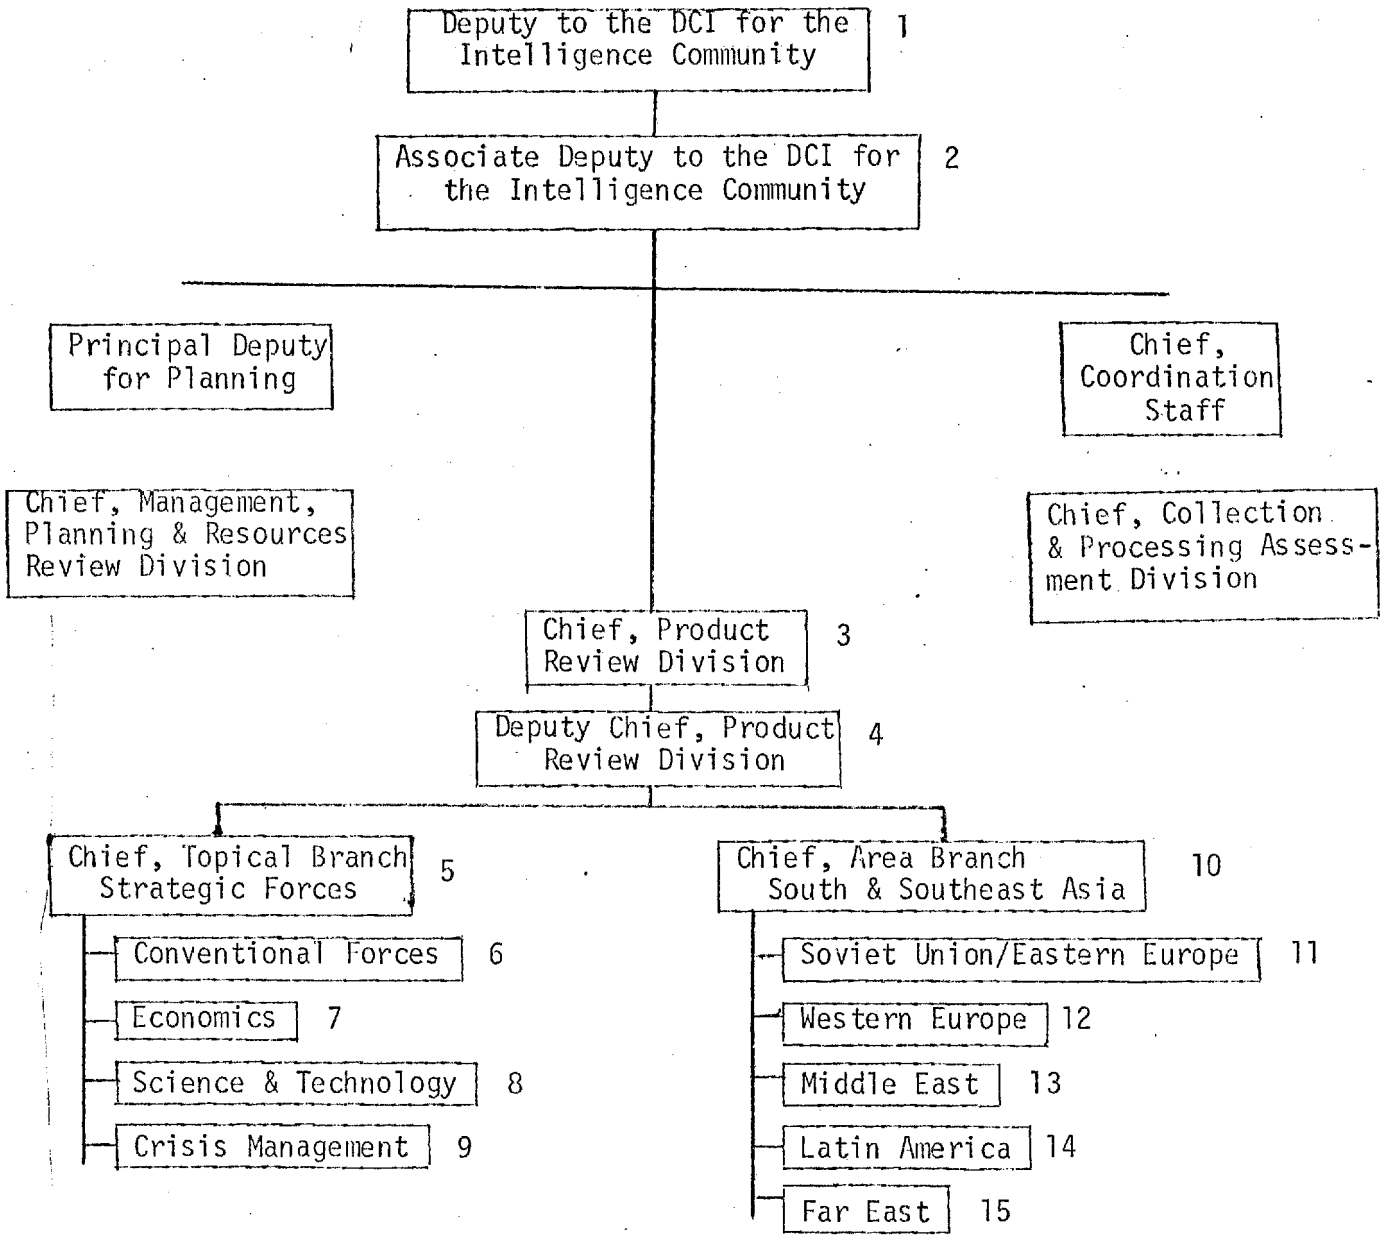 Deputy to the DCI for the
Intelligence Community
1
Associate Deputy to the DCI for
the Intelligence Community
2
Principal Deputy
for Planning
Chief,
Coordination
Staff
Chief, Management,
Planning & Resources
Review Division
Chief, Collection
& Processing Assess-
ment Division
Chief, Product
Review Division
3
Deputy Chief, Product
Review Division
4
Chief, Topical Branch
Strategic Forces
5
Conventional Forces
6
Economics
7
Science & Technology
8
Crisis Management
9
Chief, Area Branch
South & Southeast Asia
10
Soviet Union/Eastern Europe
11
Western Europe
12
Middle East
13
Latin America
14
Far East
15